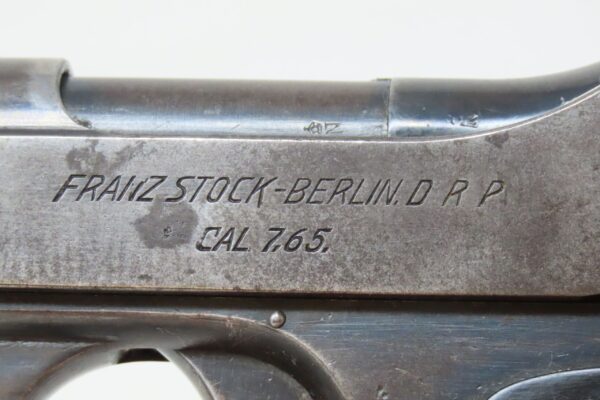 FRANZ STOCK-BERLIN. D R P
CAL 7.65.